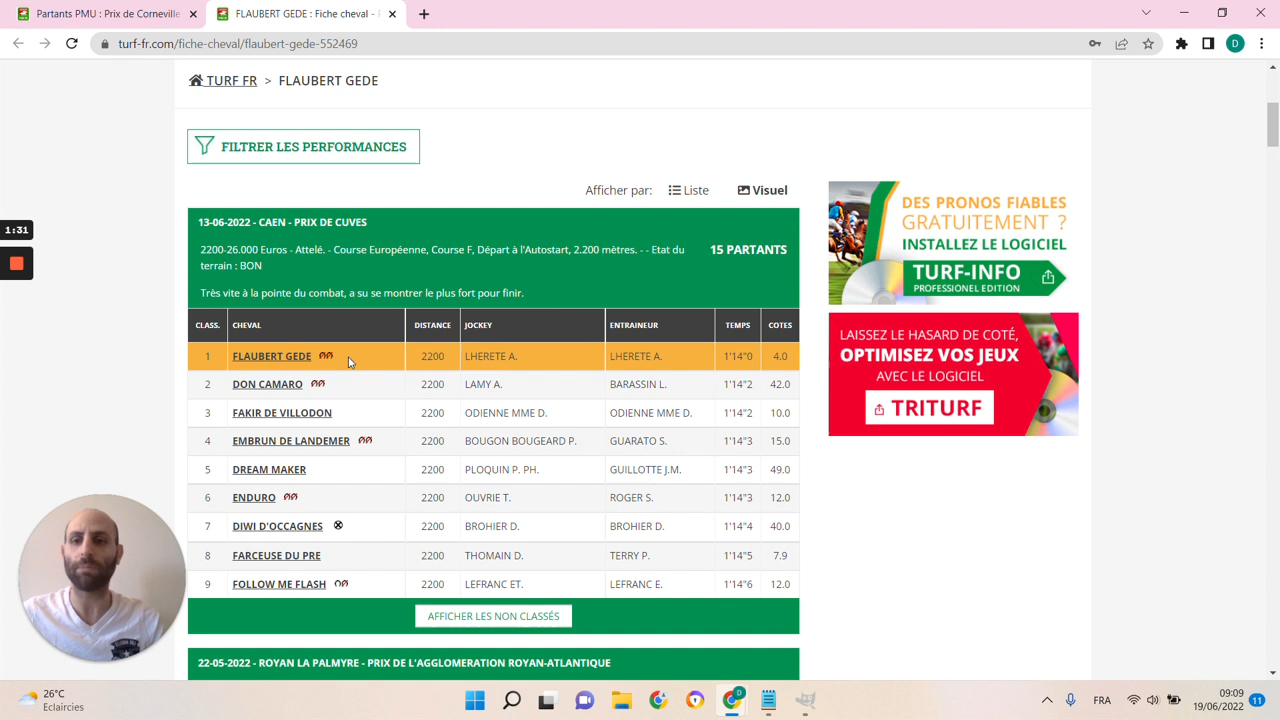 Partants PMU : Prix de Corneville
FLAUBERT GEDE : Fiche cheval -
turf-fr.com/fiche-cheval/flaubert-gede-552469
D
TURF FR > FLAUBERT GEDE
FILTRER LES PERFORMANCES
Afficher par: Liste Visuel
13-06-2022 - CAEN - PRIX DE CUVES
2200-26.000 Euros - Attelé. - Course Européenne, Course F, Départ à l'Autostart, 2.200 mètres. - - Etat du
terrain : BON
15 PARTANTS
Très vite à la pointe du combat, a su se montrer le plus fort pour finir.
CLASS. CHEVAL DISTANCE JOCKEY ENTRAINEUR TEMPS COTES
1 FLAUBERT GEDE 2200 LHERETE A. LHERETE A. 1'14"0 4.0
2 DON CAMARO 2200 LAMY A. BARASSIN L. 1'14"2 42.0
3 FAKIR DE VILLODON 2200 ODIENNE MME D. ODIENNE MME D. 1'14"2 10.0
4 EMBRUN DE LANDEMER 2200 BOUGON BOUGEARD P. GUARATO S. 1'14"3 15.0
5 DREAM MAKER 2200 PLOQUIN P. PH. GUILLOTTE J.M. 1'14"3 49.0
6 ENDURO 2200 OUVRIE T. ROGER S. 1'14"3 12.0
7 DIWI D'OCCAGNES 2200 BROHIER D. BROHIER D. 1'14"4 40.0
8 FARCEUSE DU PRE 2200 THOMAIN D. TERRY P. 1'14"5 7.9
9 FOLLOW ME FLASH 2200 LEFRANC ET. LEFRANC E. 1'14"6 12.0
AFFICHER LES NON CLASSÉS
22-05-2022 - ROYAN LA PALMYRE - PRIX DE L'AGGLOMERATION ROYAN-ATLANTIQUE
DES PRONOS FIABLES
GRATUITEMENT ?
INSTALLEZ LE LOGICIEL
TURF-INFO
PROFESSIONEL EDITION
LAISSEZ LE HASARD DE COTÉ,
OPTIMISEZ VOS JEUX
AVEC LE LOGICIEL
TRITURF
1:31
26°C
Eclaircies
D
FRA
09:09
19/06/2022
11